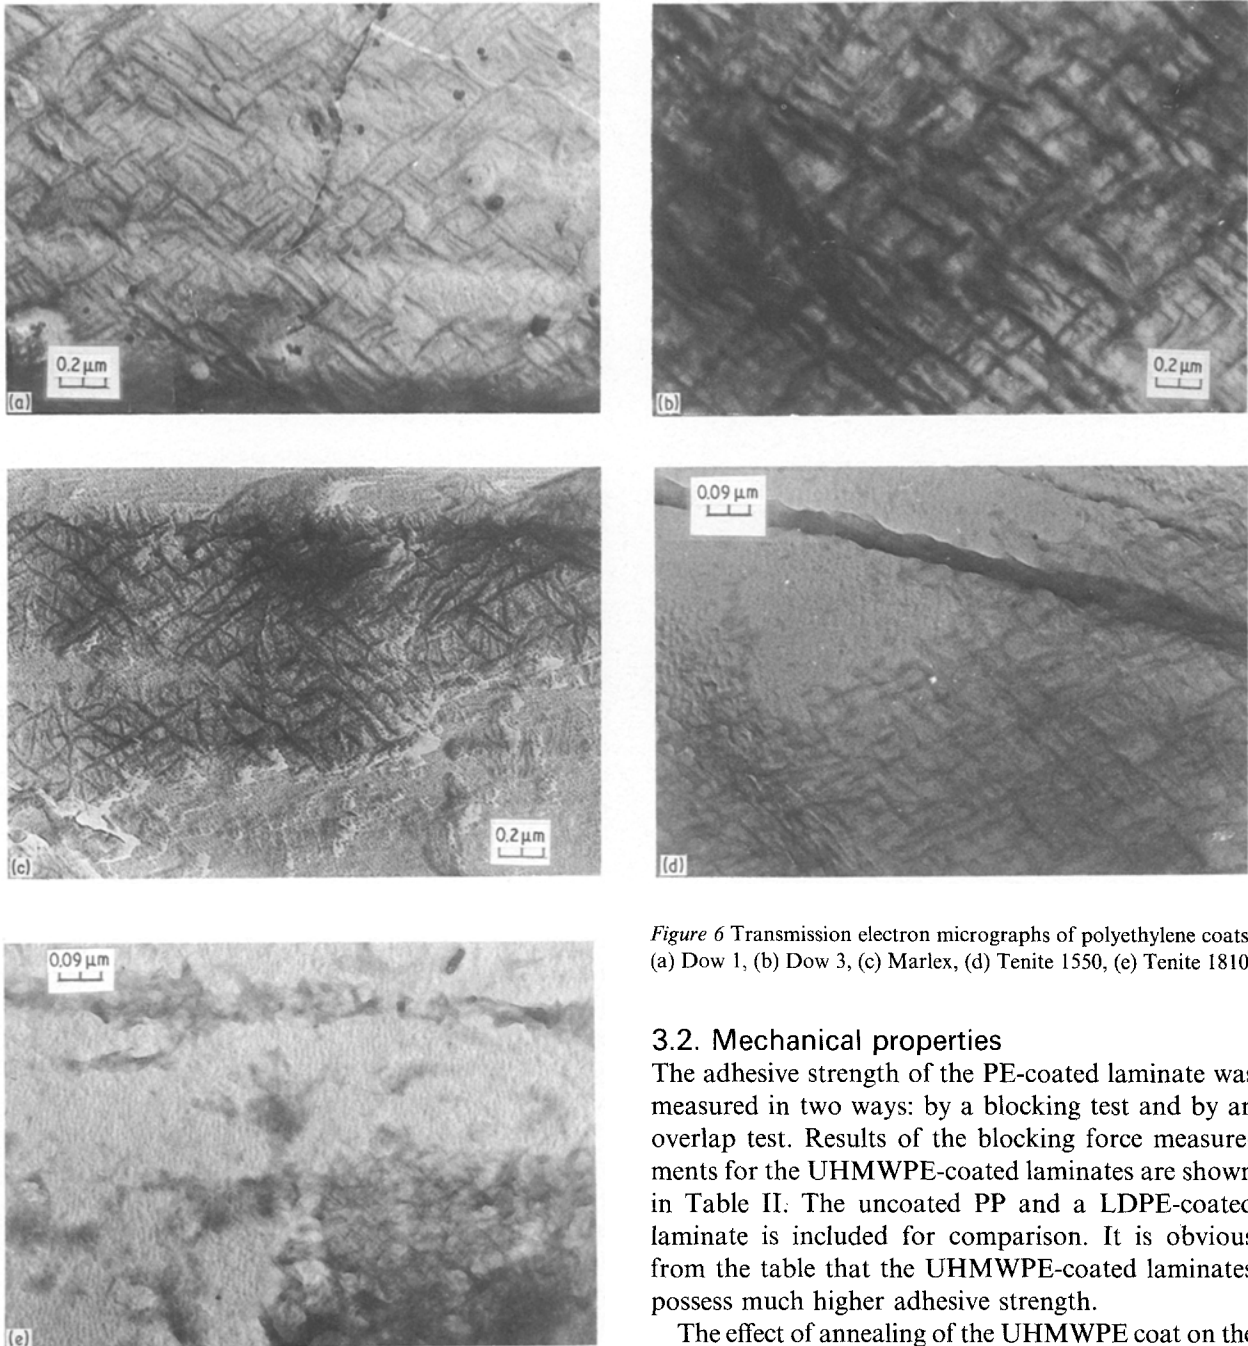 0.2 μm
(a)
0.2 μm
(b)
0.2 μm
(c)
0.09 μm
(d)
0.09 μm
(e)
Figure 6 Transmission electron micrographs of polyethylene coats
(a) Dow 1, (b) Dow 3, (c) Marlex, (d) Tenite 1550, (e) Tenite 1810
3.2. Mechanical properties
The adhesive strength of the PE-coated laminate was
measured in two ways: by a blocking test and by an
overlap test. Results of the blocking force measure-
ments for the UHMWPE-coated laminates are shown
in Table II. The uncoated PP and a LDPE-coated
laminate is included for comparison. It is obvious
from the table that the UHMWPE-coated laminates
possess much higher adhesive strength.
The effect of annealing of the UHMWPE coat on the